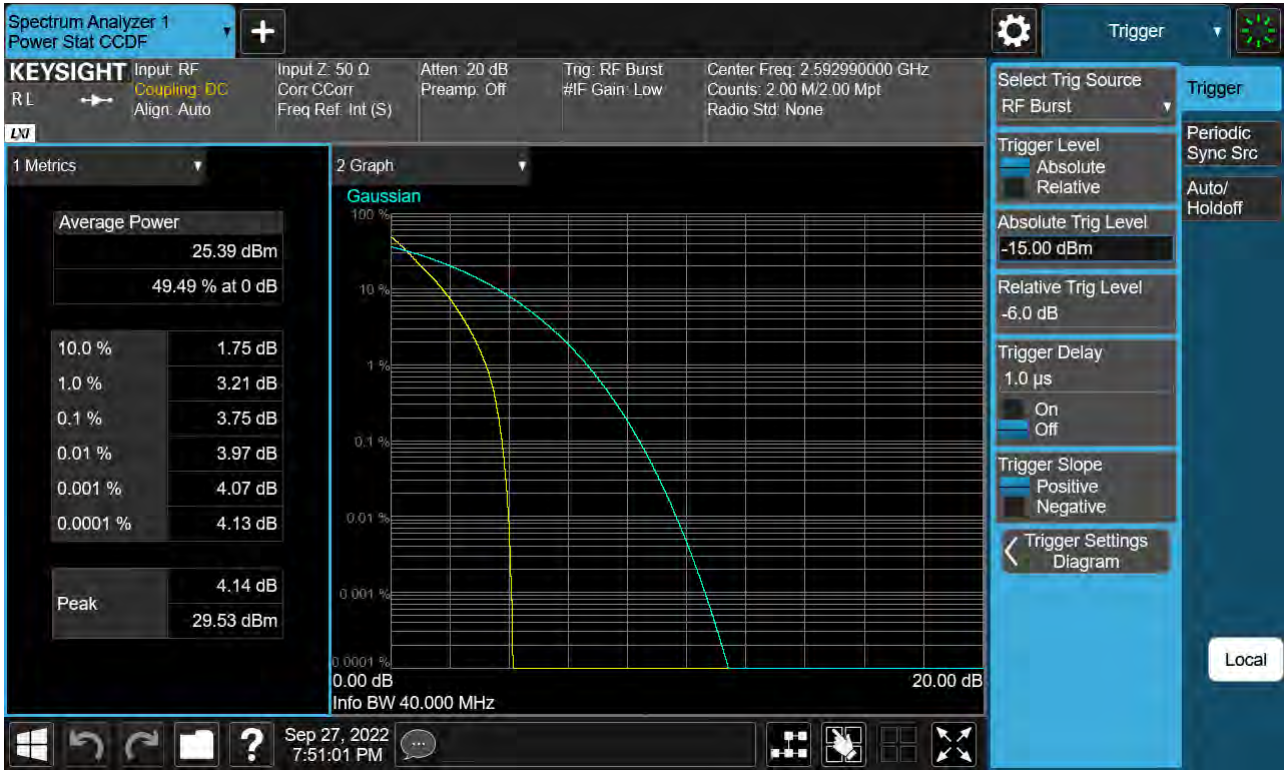 Spectrum Analyzer 1
Power Stat CCDF
+
Trigger
KEYSIGHT
RL
LXI
Input: RF
Coupling: DC
Align: Auto
Input Z: 50 Ω
Corr CCorr
Freq Ref: Int (S)
Atten: 20 dB
Preamp: Off
Trig: RF Burst
#IF Gain: Low
Center Freq: 2.592990000 GHz
Counts: 2.00 M/2.00 Mpt
Radio Std: None
1 Metrics
Average Power
25.39 dBm
49.49 % at 0 dB
10.0 % 1.75 dB
1.0 % 3.21 dB
0.1 % 3.75 dB
0.01 % 3.97 dB
0.001 % 4.07 dB
0.0001 % 4.13 dB
Peak
4.14 dB
29.53 dBm
2 Graph
Gaussian
100 %
10 %
1 %
0.1 %
0.01 %
0.001 %
0.0001 %
0.00 dB 20.00 dB
Info BW 40.000 MHz
Select Trig Source
RF Burst
Trigger Level
Absolute
Relative
Absolute Trig Level
-15.00 dBm
Relative Trig Level
-6.0 dB
Trigger Delay
1.0 µs
On
Off
Trigger Slope
Positive
Negative
Trigger Settings
Diagram
Trigger
Periodic
Sync Src
Auto/
Holdoff
Local
?
Sep 27, 2022
7:51:01 PM